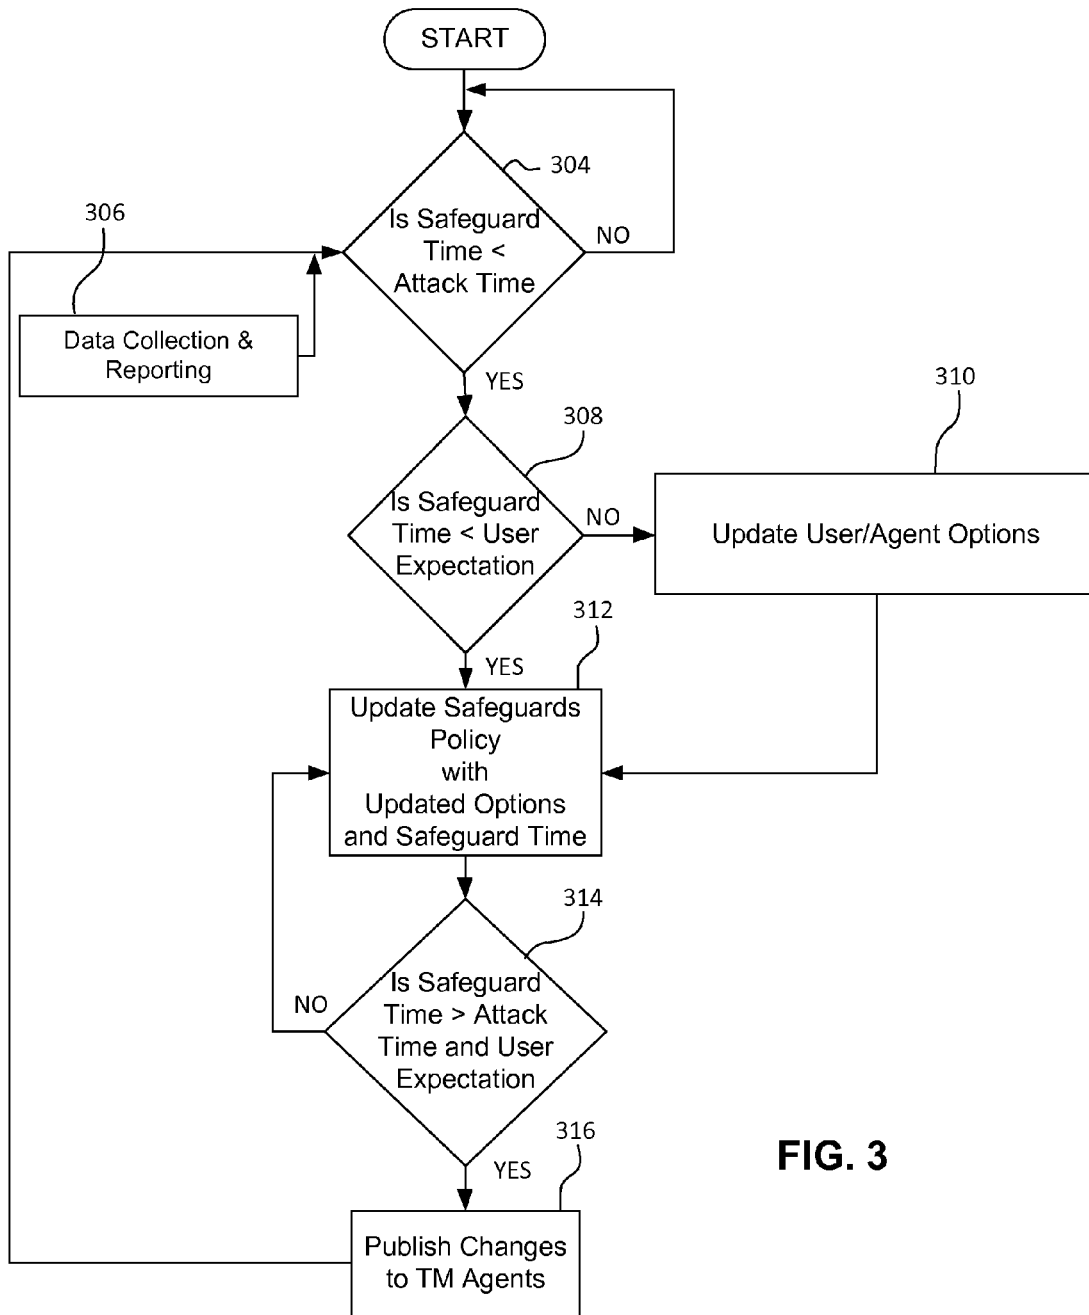 START
304
Is Safeguard
Time <
Attack Time
NO
306
Data Collection &
Reporting
YES
310
308
Is Safeguard
Time < User
Expectation
NO
Update User/Agent Options
312
YES
Update Safeguards
Policy
with
Updated Options
and Safeguard Time
314
Is Safeguard
Time > Attack
Time and User
Expectation
NO
316
YES
FIG. 3
Publish Changes
to TM Agents